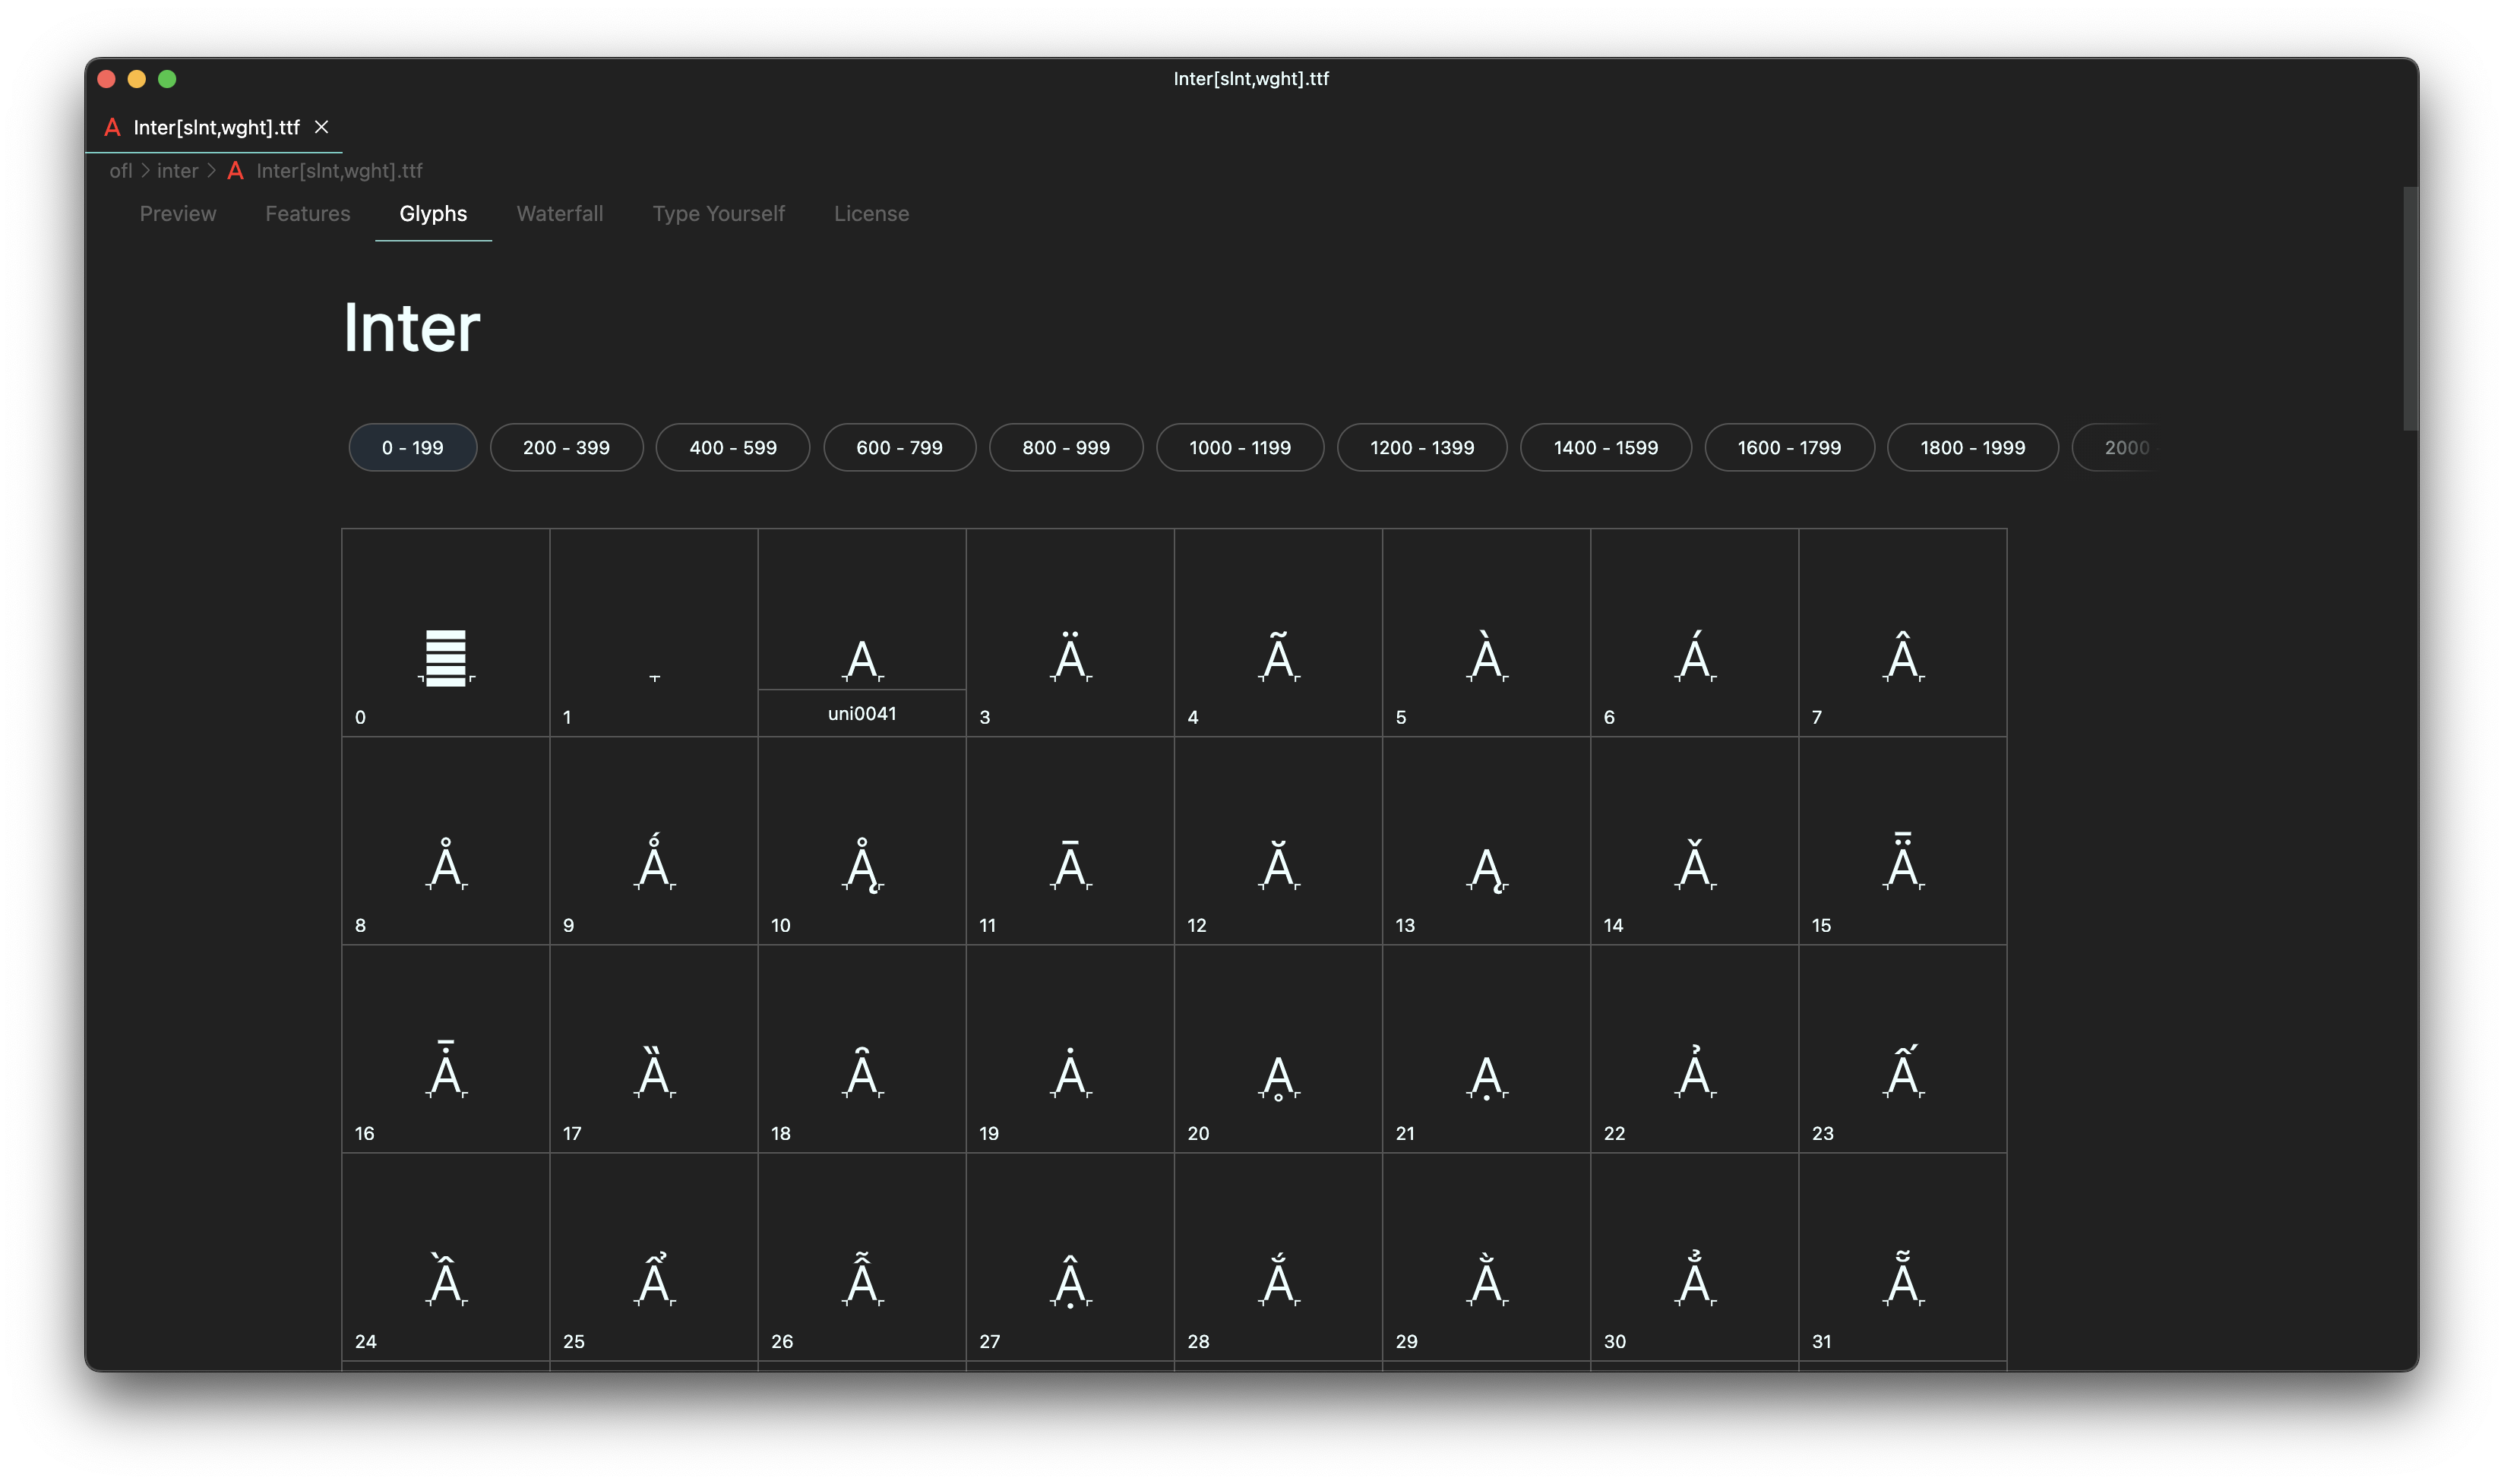 Inter[slnt,wght].ttf
A Inter[slnt,wght].ttf
ofl > inter > A Inter[slnt,wght].ttf
Preview Features Glyphs Waterfall Type Yourself License
Inter
0 - 199 200 - 399 400 - 599 600 - 799 800 - 999 1000 - 1199 1200 - 1399 1400 - 1599 1600 - 1799 1800 - 1999 2000
A Ä Ã À Á Â
0 1 uni0041 3 4 5 6 7
Å Ǻ Ą̊ Ā Ă Ą Ǎ Ǟ
8 9 10 11 12 13 14 15
Ǡ Ȁ Ȃ Ȧ Ḁ Ạ Ả Ấ
16 17 18 19 20 21 22 23
Ầ Ẩ Ẫ Ậ Ắ Ằ Ẳ Ẵ
24 25 26 27 28 29 30 31